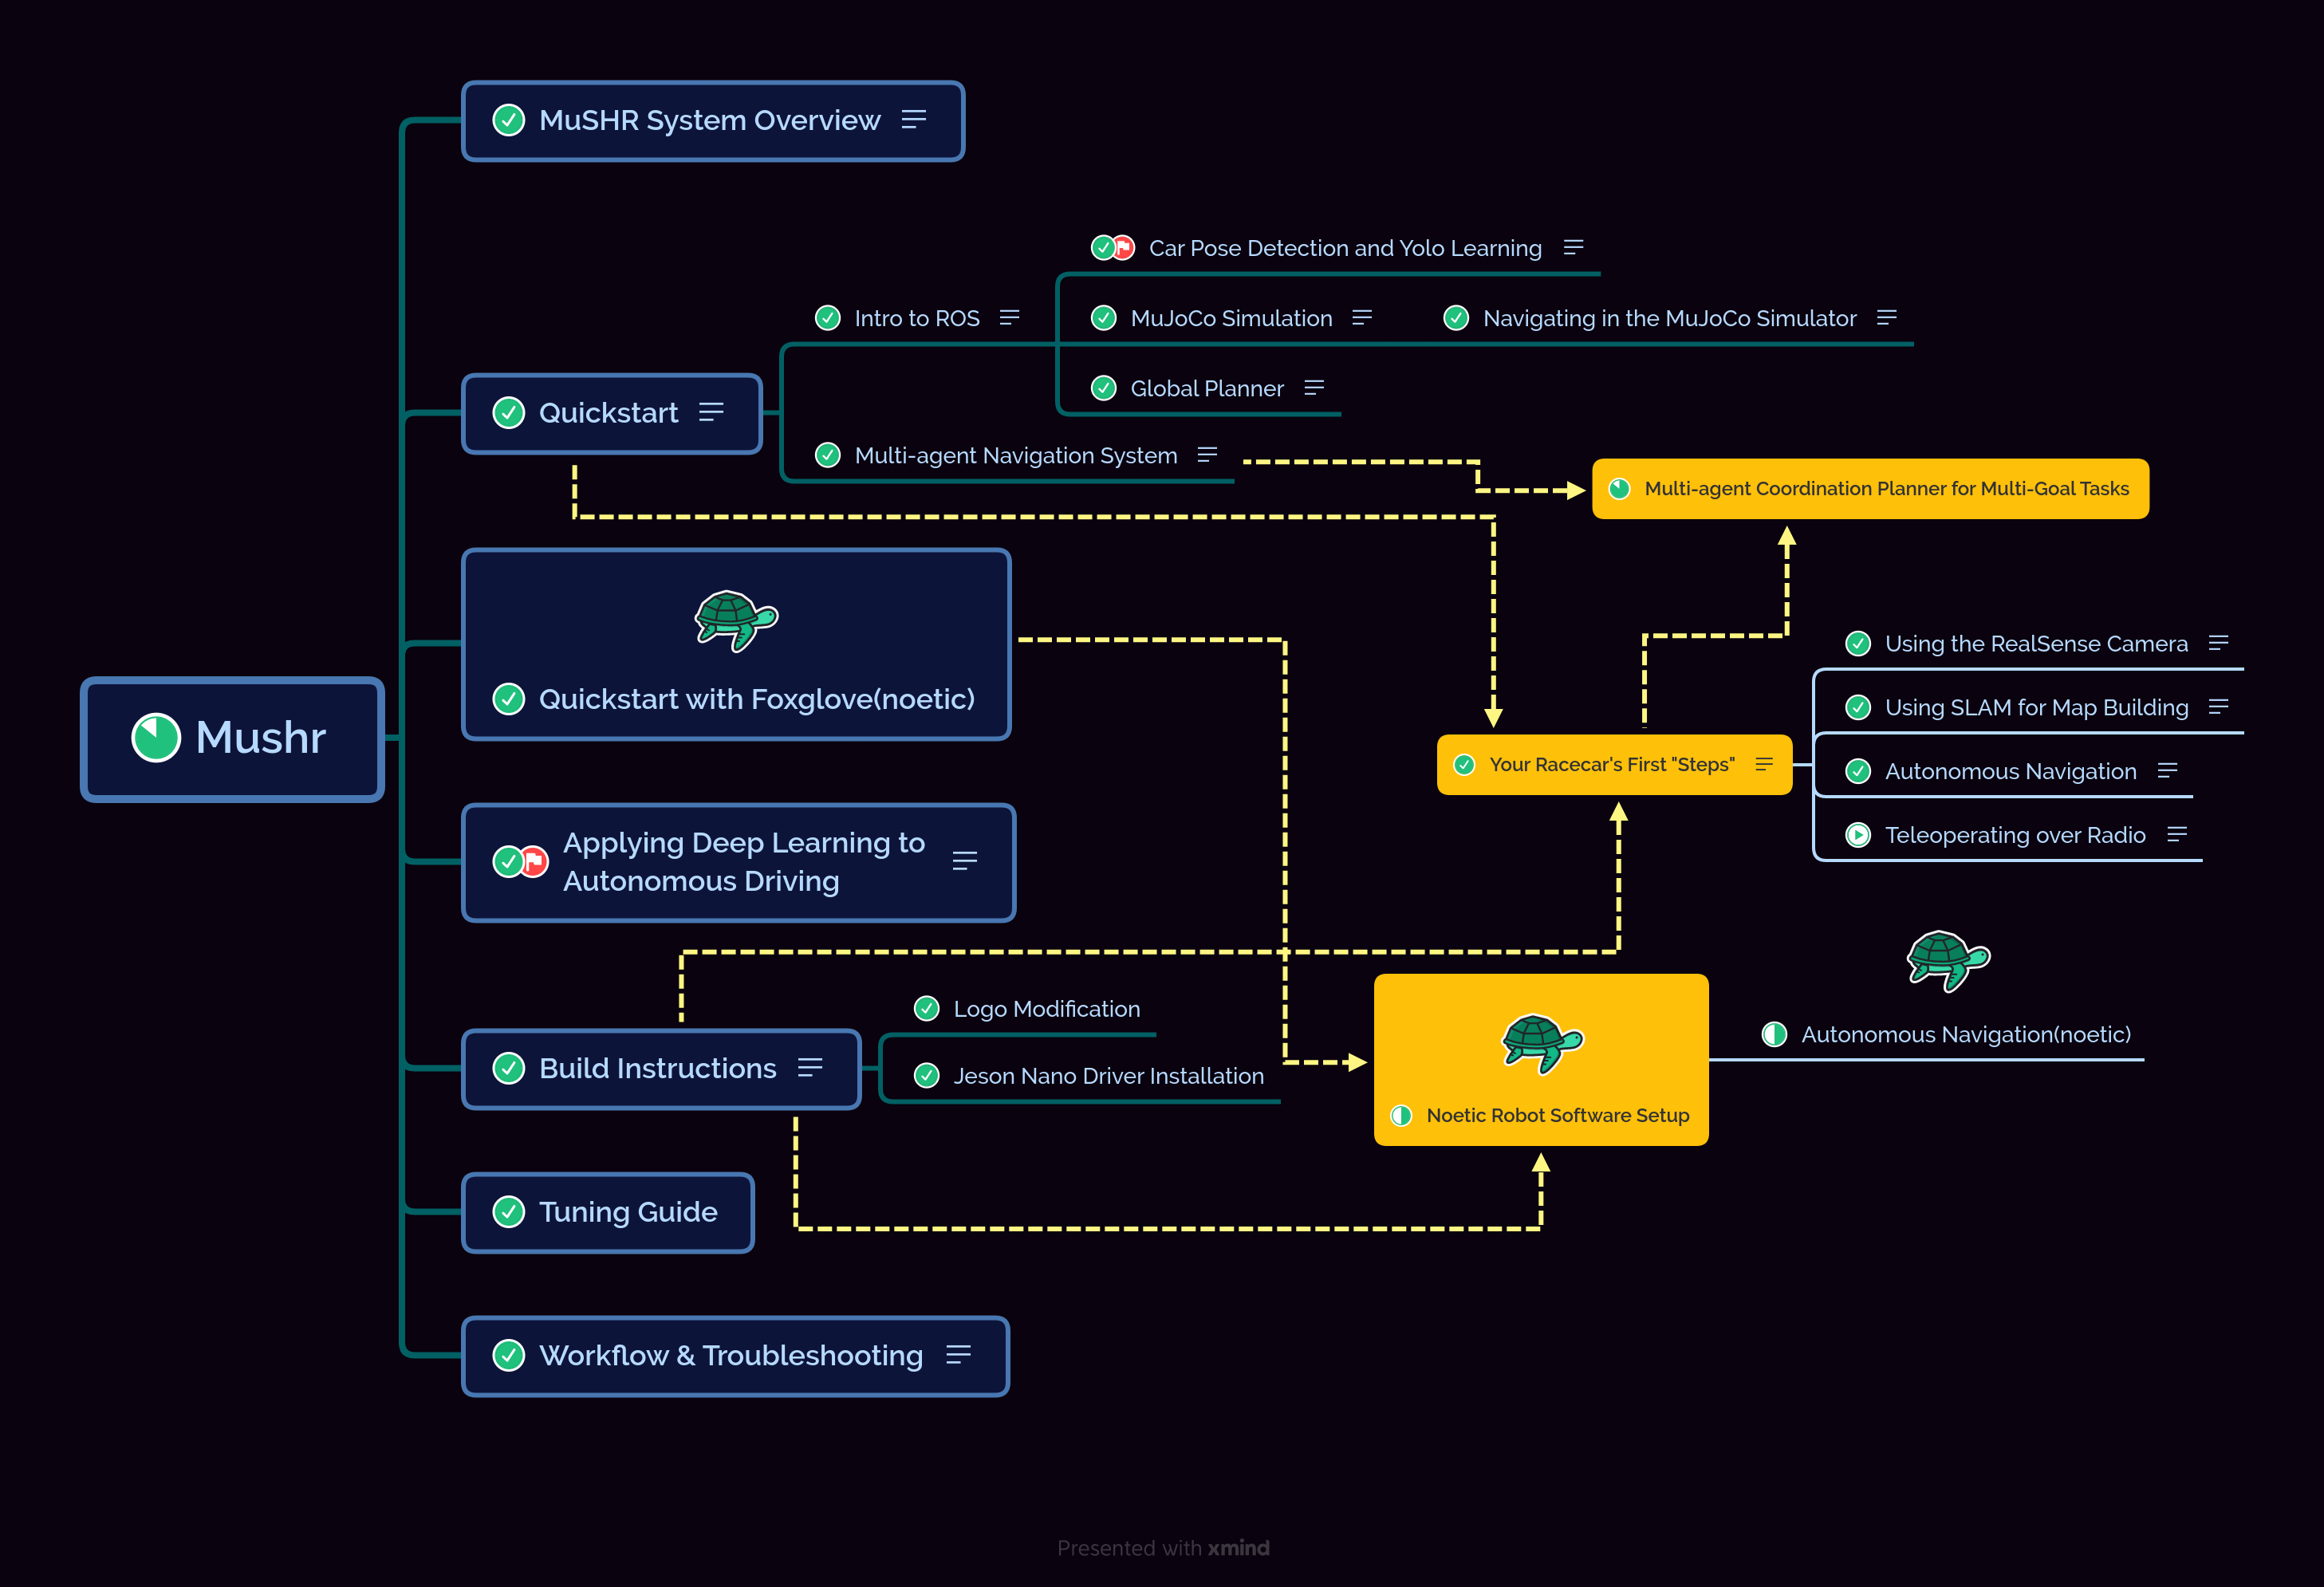 MuSHR System Overview
Car Pose Detection and Yolo Learning
Intro to ROS
MuJoCo Simulation
Navigating in the MuJoCo Simulator
Global Planner
Quickstart
Multi-agent Navigation System
Multi-agent Coordination Planner for Multi-Goal Tasks
Quickstart with Foxglove(noetic)
Using the RealSense Camera
Using SLAM for Map Building
Mushr
Your Racecar's First "Steps"
Autonomous Navigation
Teleoperating over Radio
Applying Deep Learning to
Autonomous Driving
Logo Modification
Autonomous Navigation(noetic)
Build Instructions
Jeson Nano Driver Installation
Noetic Robot Software Setup
Tuning Guide
Workflow & Troubleshooting
Presented with xmind